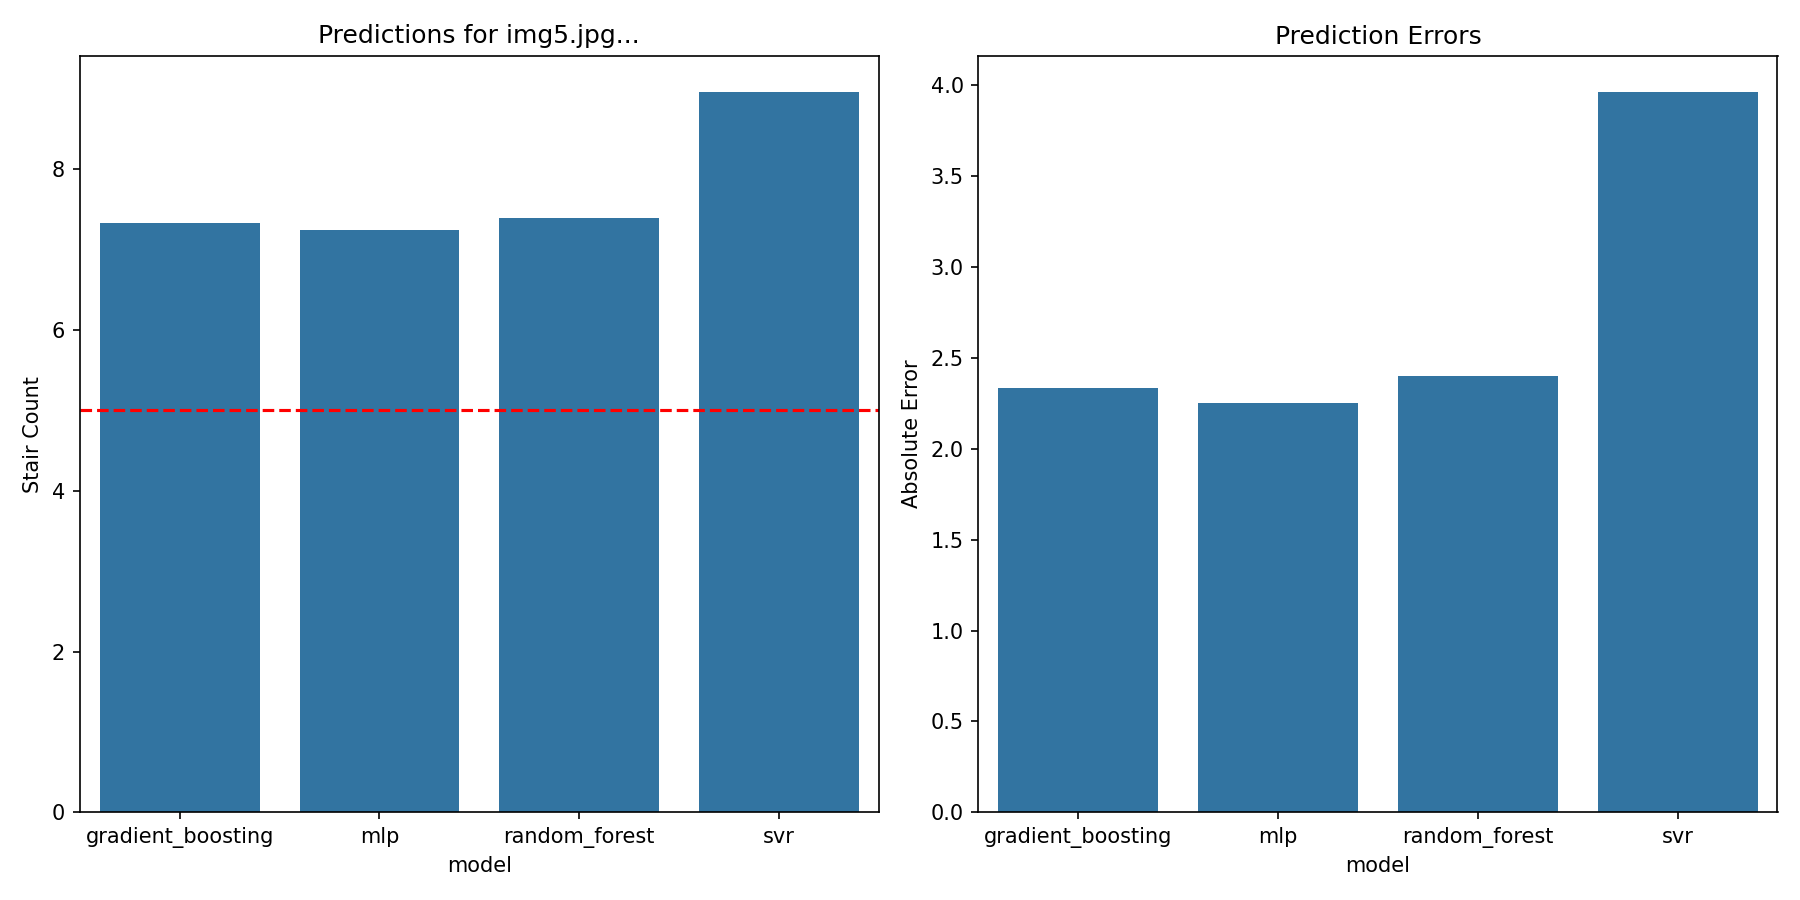 Predictions for img5.jpg...
Stair Count
8
6
4
2
0
gradient_boosting mlp random_forest svr
model
Prediction Errors
Absolute Error
4.0
3.5
3.0
2.5
2.0
1.5
1.0
0.5
0.0
gradient_boosting mlp random_forest svr
model